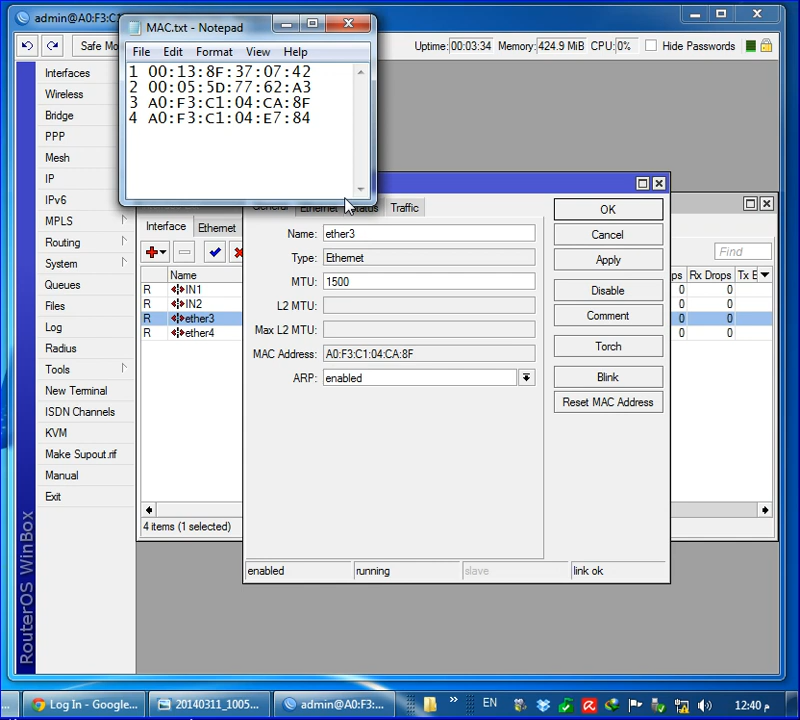 admin@A0:F3:C1
MAC.txt - Notepad
File Edit Format View Help
1 00:13:8F:37:07:42
2 00:05:5D:77:62:A3
3 A0:F3:C1:04:CA:8F
4 A0:F3:C1:04:E7:84
Safe Mo
Uptime: 00:03:34 Memory: 424.9 MiB CPU: 0% Hide Passwords
Interfaces
Wireless
Bridge
PPP
Mesh
IP
IPv6
MPLS
Routing
System
Queues
Files
Log
Radius
Tools
New Terminal
ISDN Channels
KVM
Make Supout.rif
Manual
Exit
RouterOS WinBox
Interface Ethernet
Find
Name
R IN1
R IN2
R ether3
R ether4
4 items (1 selected)
General Ethernet Status Traffic
Name: ether3
Type: Ethernet
MTU: 1500
L2 MTU:
Max L2 MTU:
MAC Address: A0:F3:C1:04:CA:8F
ARP: enabled
OK
Cancel
Apply
Disable
Comment
Torch
Blink
Reset MAC Address
enabled running slave link ok
ps Rx Drops Tx E
0 0
0 0
0 0
0 0
... Log In - Google... 20140311_1005... admin@A0:F3:C... EN 12:40 م